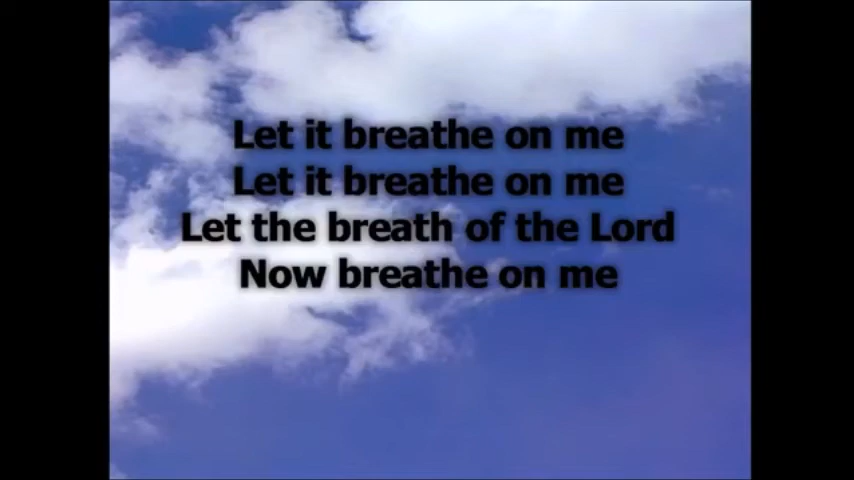 Let it breathe on me
Let it breathe on me
Let the breath of the Lord
Now breathe on me